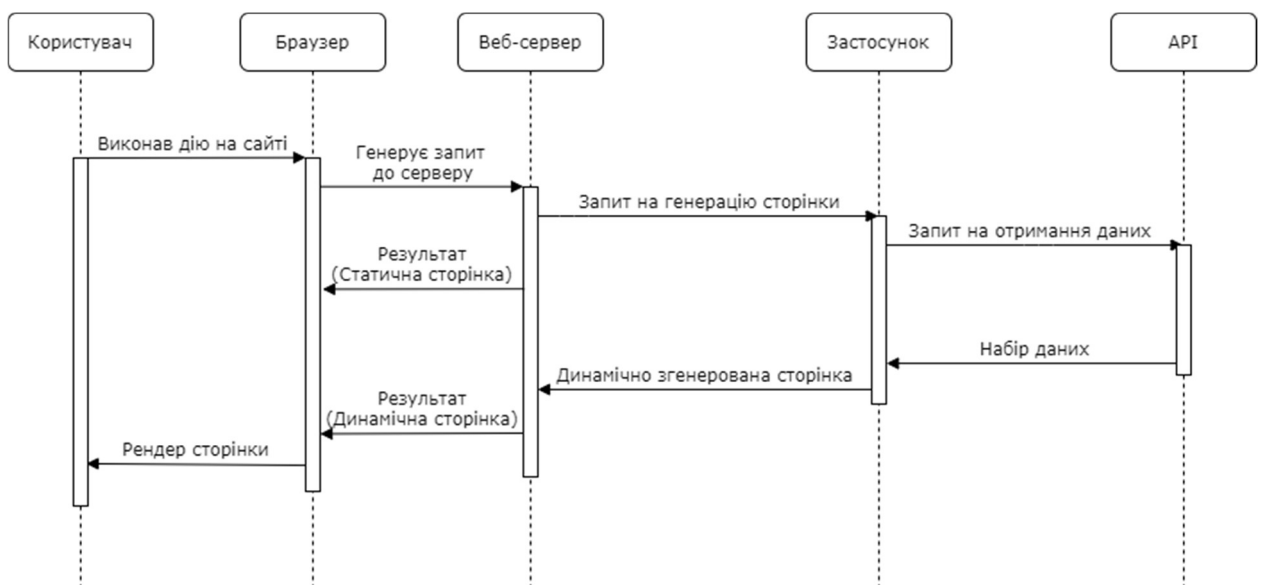 Користувач
Браузер
Веб-сервер
Застосунок
API
Виконав дію на сайті
Генерує запит
до серверу
Запит на генерацію сторінки
Запит на отримання даних
Результат
(Статична сторінка)
Набір даних
Динамічно згенерована сторінка
Результат
(Динамічна сторінка)
Рендер сторінки